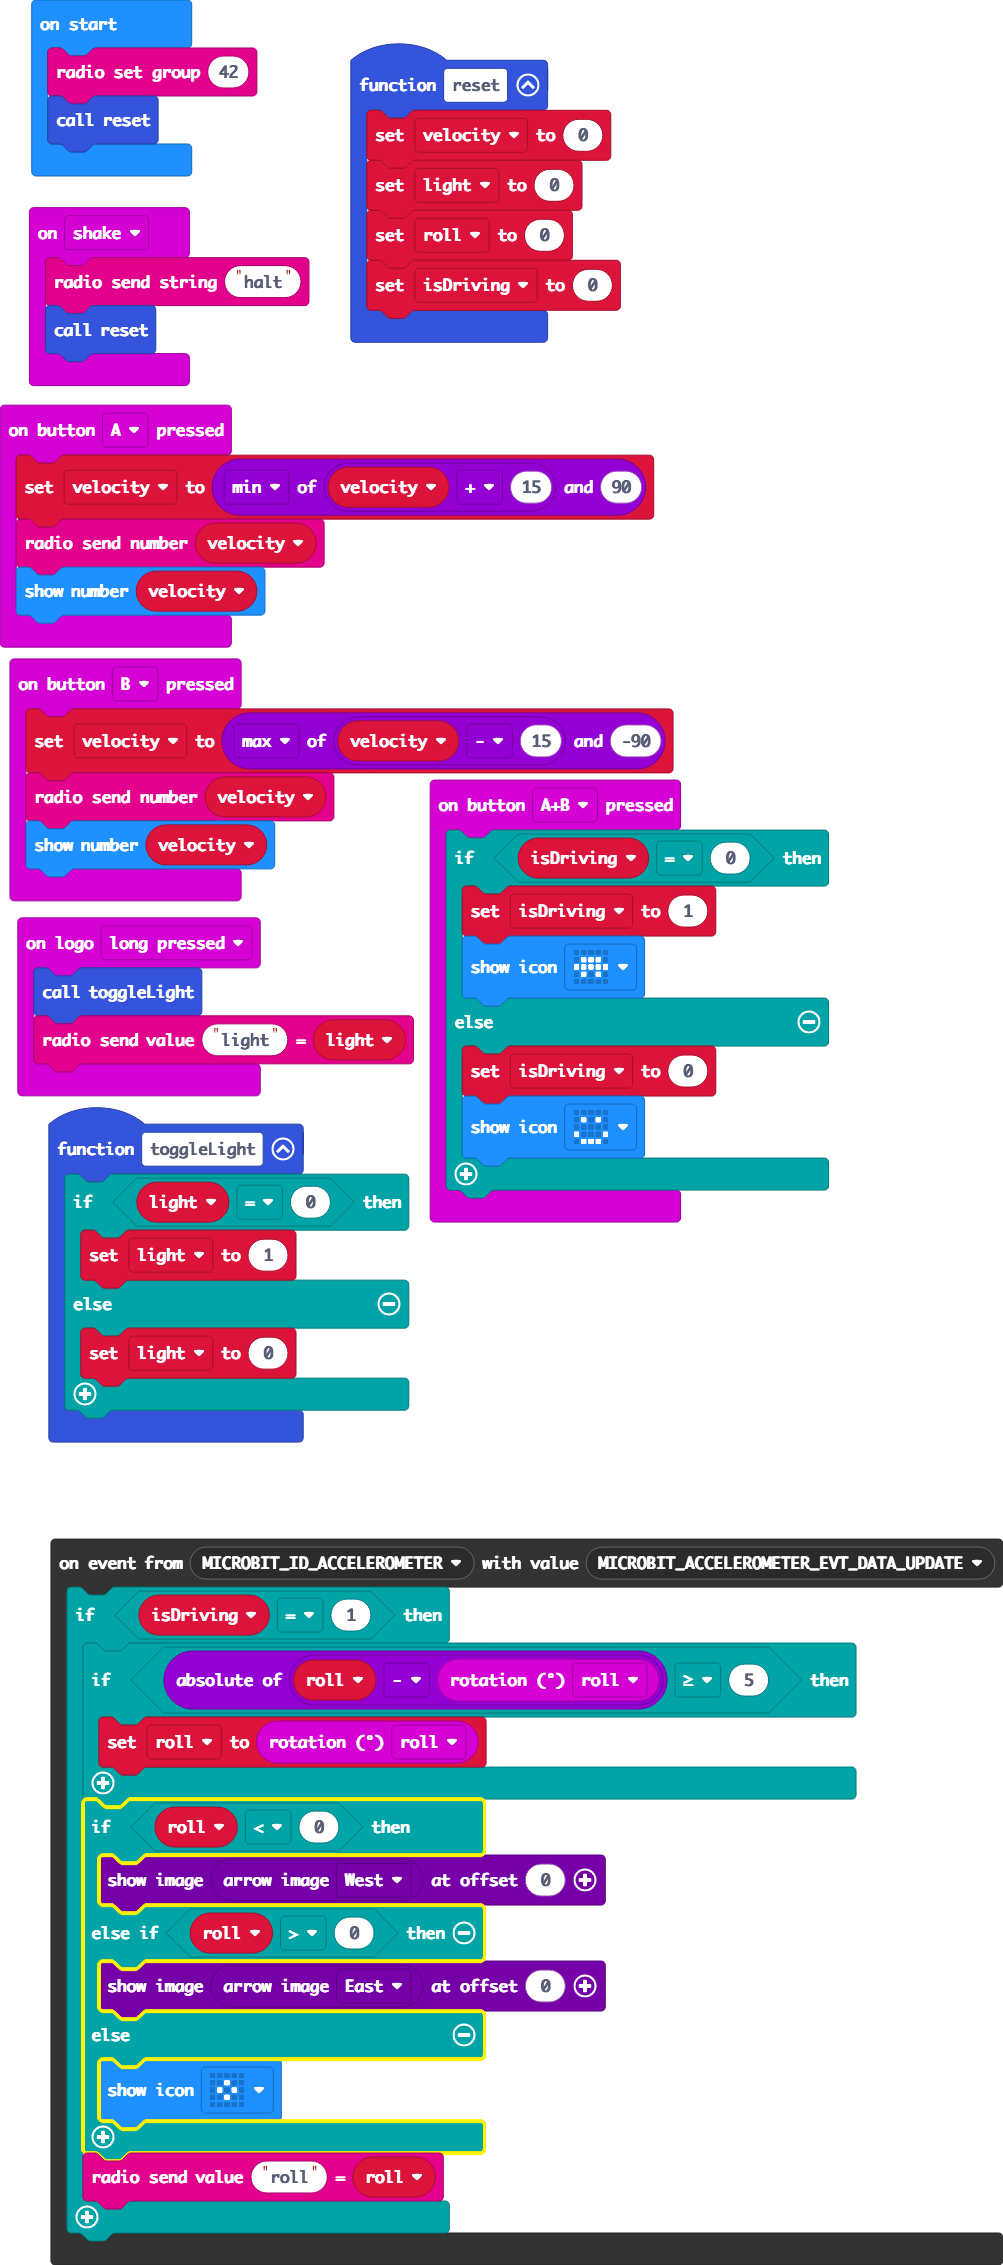 on start
radio set group 42
call reset
function reset
set velocity to 0
set light to 0
set roll to 0
set isDriving to 0
on shake
radio send string "halt"
call reset
on button A pressed
set velocity to min of velocity + 15 and 90
radio send number velocity
show number velocity
on button B pressed
set velocity to max of velocity - 15 and -90
radio send number velocity
show number velocity
on button A+B pressed
if isDriving = 0 then
set isDriving to 1
show icon
else
set isDriving to 0
show icon
on logo long pressed
call toggleLight
radio send value "light" = light
function toggleLight
if light = 0 then
set light to 1
else
set light to 0
on event from MICROBIT_ID_ACCELEROMETER with value MICROBIT_ACCELEROMETER_EVT_DATA_UPDATE
if isDriving = 1 then
if absolute of roll - rotation (°) roll ≥ 5 then
set roll to rotation (°) roll
if roll < 0 then
show image arrow image West at offset 0
else if roll > 0 then
show image arrow image East at offset 0
else
show icon
radio send value "roll" = roll